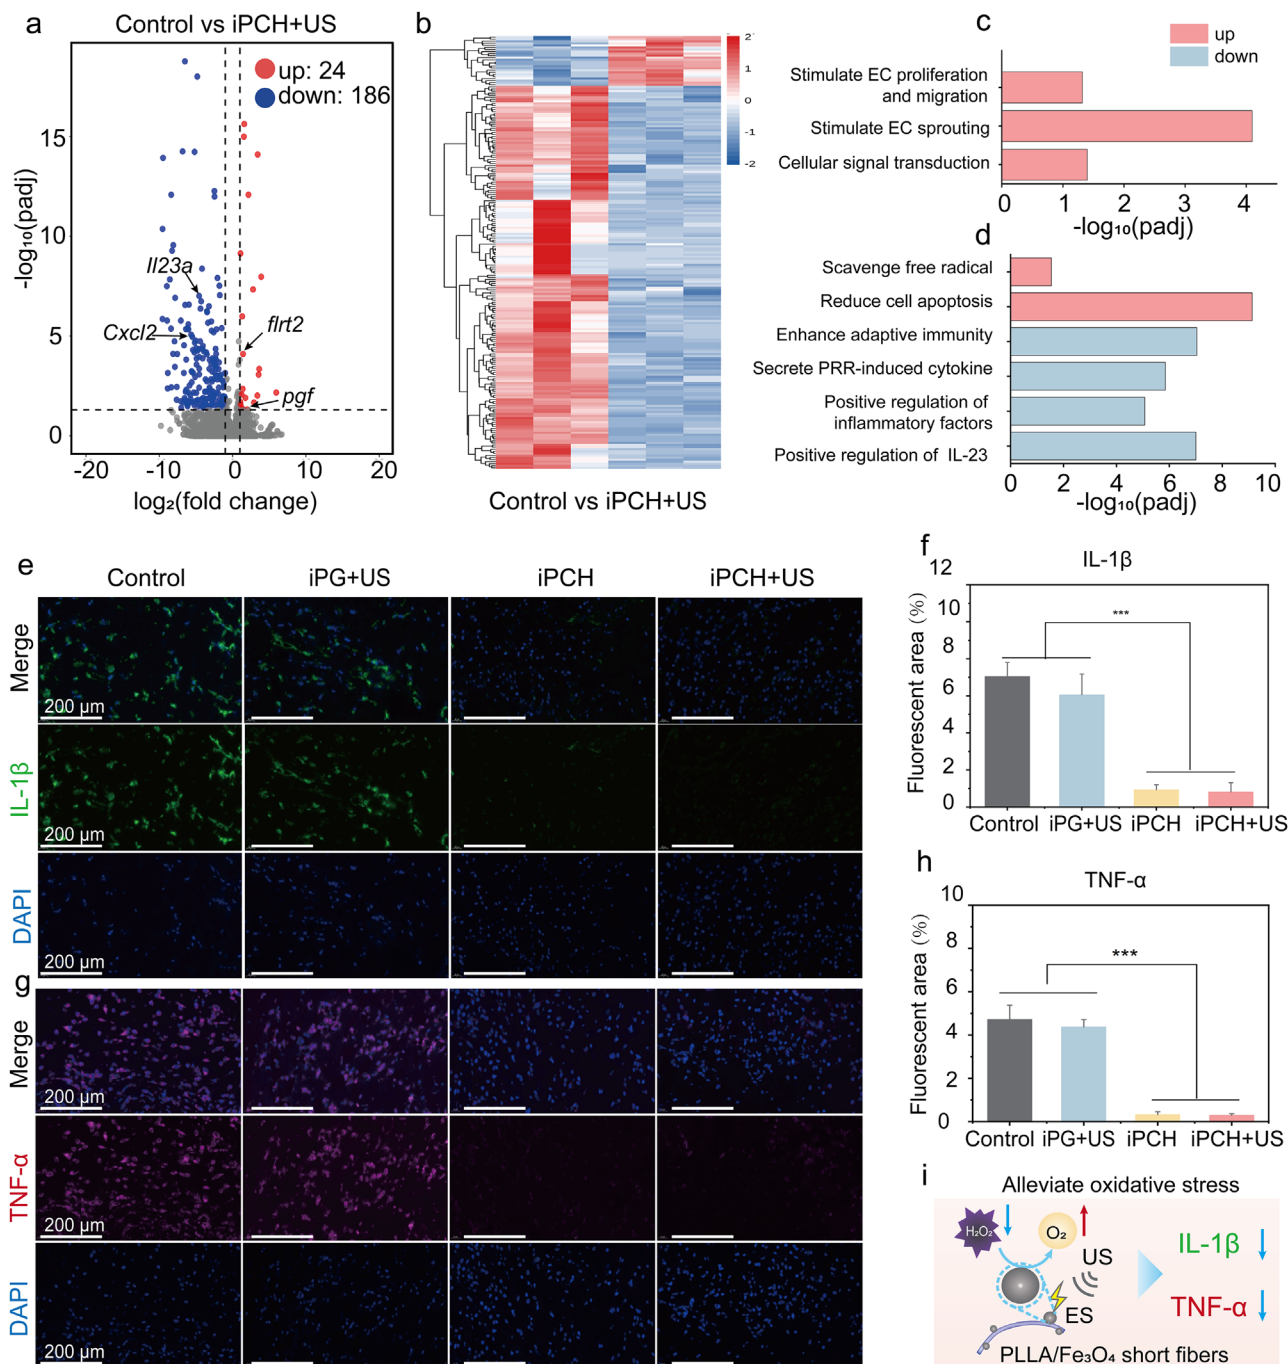 a
Control vs iPCH+US
up: 24
down: 186
-log₁₀(padj)
15
10
5
0
Il23a
Cxcl2
flrt2
pgf
-20
-10
0
10
20
log₂(fold change)
b
2
1
0
-1
-2
Control vs iPCH+US
c
up
down
Stimulate EC proliferation
and migration
Stimulate EC sprouting
Cellular signal transduction
0
1
2
3
4
-log₁₀(padj)
d
Scavenge free radical
Reduce cell apoptosis
Enhance adaptive immunity
Secrete PRR-induced cytokine
Positive regulation of
inflammatory factors
Positive regulation of IL-23
0
2
4
6
8
10
-log₁₀(padj)
e
Control
iPG+US
iPCH
iPCH+US
Merge
200 μm
IL-1β
200 μm
DAPI
200 μm
f
IL-1β
Fluorescent area (%)
12
10
8
6
4
2
0
***
Control
iPG+US
iPCH
iPCH+US
g
Merge
200 μm
TNF-α
200 μm
DAPI
200 μm
h
TNF-α
Fluorescent area (%)
10
8
6
4
2
0
***
Control
iPG+US
iPCH
iPCH+US
i
Alleviate oxidative stress
H₂O₂
O₂
US
ES
IL-1β
TNF-α
PLLA/Fe₃O₄ short fibers